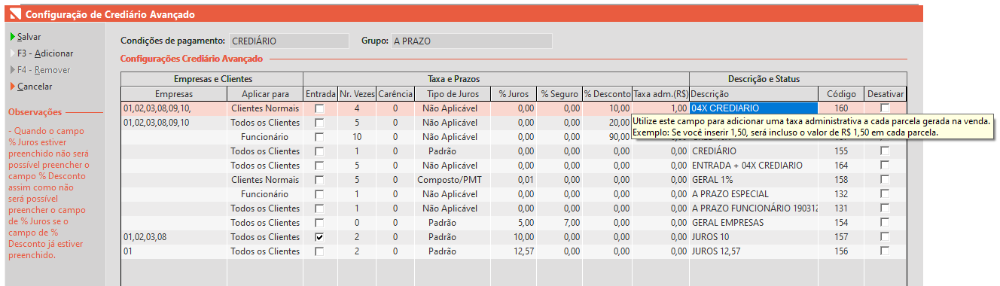 Configuração de Crediário Avançado
Salvar
F3 - Adicionar
F4 - Remover
Cancelar
Observações
- Quando o campo
% Juros estiver
preenchido não será
possível preencher o
campo % Desconto
assim como não
será possível
preencher o campo
de % Juros se o
campo de %
Desconto já estiver
preenchido.
Condições de pagamento: CREDIÁRIO Grupo: A PRAZO
Configurações Crediário Avançado
Empresas e Clientes Taxa e Prazos Descrição e Status
Empresas Aplicar para Entrada Nr. Vezes Carência Tipo de Juros % Juros % Seguro % Desconto Taxa adm.(R$) Descrição Código Desativar
01,02,03,08,09,10, Clientes Normais 4 0 Não Aplicável 0,00 0,00 10,00 1,00 04X CREDIARIO 160
01,02,03,08,09,10 Todos os Clientes 5 0 Não Aplicável 0,00 0,00 20,00
Utilize este campo para adicionar uma taxa administrativa a cada parcela gerada na venda.
Exemplo: Se você inserir 1,50, será incluso o valor de R$ 1,50 em cada parcela.
Funcionário 10 0 Não Aplicável 0,00 0,00 90,00
Todos os Clientes 1 0 Padrão 0,00 0,00 0,00 0,00 CREDIÁRIO 155
Todos os Clientes 5 0 Não Aplicável 0,00 0,00 0,00 0,00 ENTRADA + 04X CREDIARIO 164
Clientes Normais 5 0 Composto/PMT 0,01 0,00 0,00 0,00 GERAL 1% 158
Funcionário 1 0 Não Aplicável 0,00 0,00 0,00 0,00 A PRAZO ESPECIAL 132
Todos os Clientes 1 0 Não Aplicável 0,00 0,00 0,00 0,00 A PRAZO FUNCIONÁRIO 190312 131
Todos os Clientes 0 0 Padrão 5,00 7,00 0,00 0,00 GERAL EMPRESAS 154
01,02,03,08 Todos os Clientes 2 0 Padrão 10,00 0,00 0,00 0,00 JUROS 10 157
01 Todos os Clientes 2 0 Padrão 12,57 0,00 0,00 0,00 JUROS 12,57 156